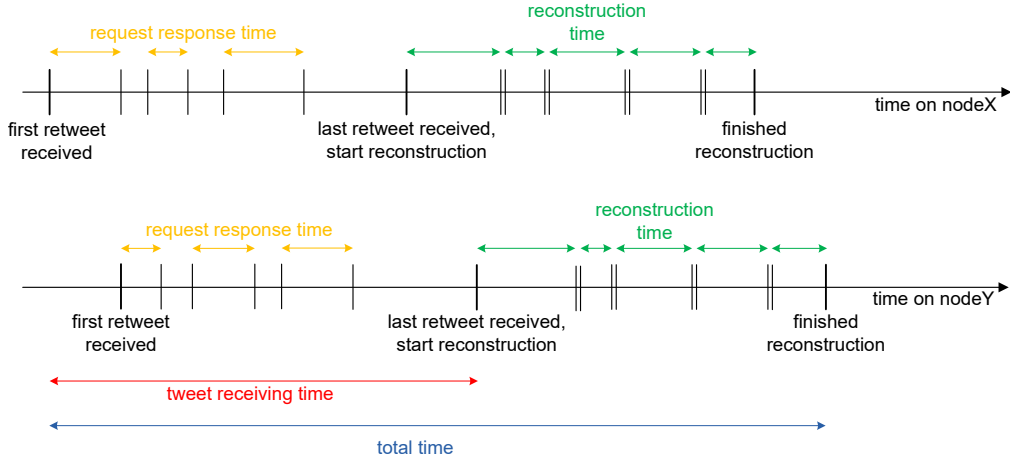 reconstruction
time
request response time
time on nodeX
first retweet
received
last retweet received,
start reconstruction
finished
reconstruction
reconstruction
time
request response time
time on nodeY
first retweet
received
last retweet received,
start reconstruction
finished
reconstruction
tweet receiving time
total time